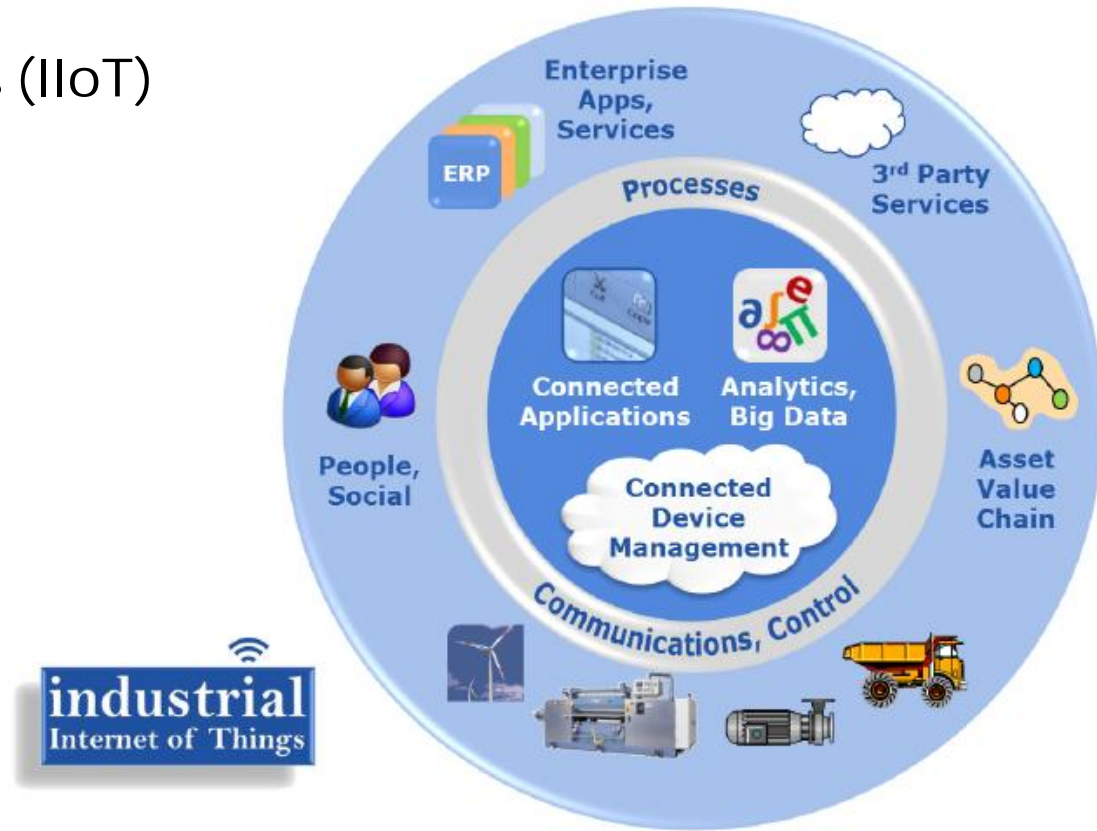 (IIoT)
Enterprise
Apps,
Services
ERP
3rd Party
Services
Processes
Connected
Applications
Analytics,
Big Data
∂∫e
∞π
People,
Social
Asset
Value
Chain
Connected
Device
Management
Communications, Control
industrial
Internet of Things